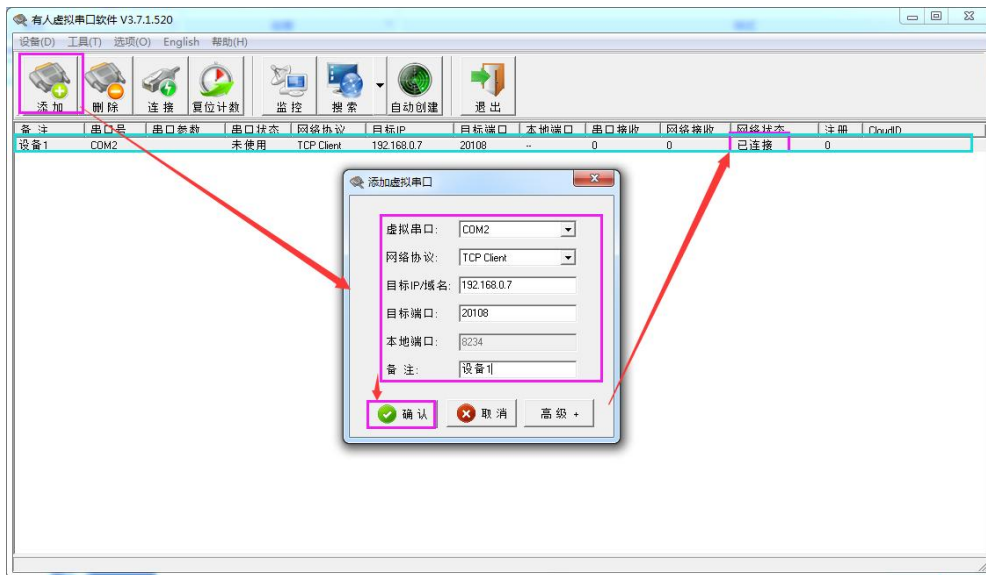 有人虚拟串口软件 V3.7.1.520
设备(D) 工具(T) 选项(O) English 帮助(H)
添加 删除 连接 复位计数 监控 搜索 自动创建 退出
备注 串口号 串口参数 串口状态 网络协议 目标IP 目标端口 本地端口 串口接收 网络接收 网络状态 注册 CloudID
设备1 COM2 未使用 TCP Client 192.168.0.7 20108 -- 0 0 已连接 0
添加虚拟串口
虚拟串口: COM2
网络协议: TCP Client
目标IP/域名: 192.168.0.7
目标端口: 20108
本地端口: 8234
备 注: 设备1
确认 取消 高级 +